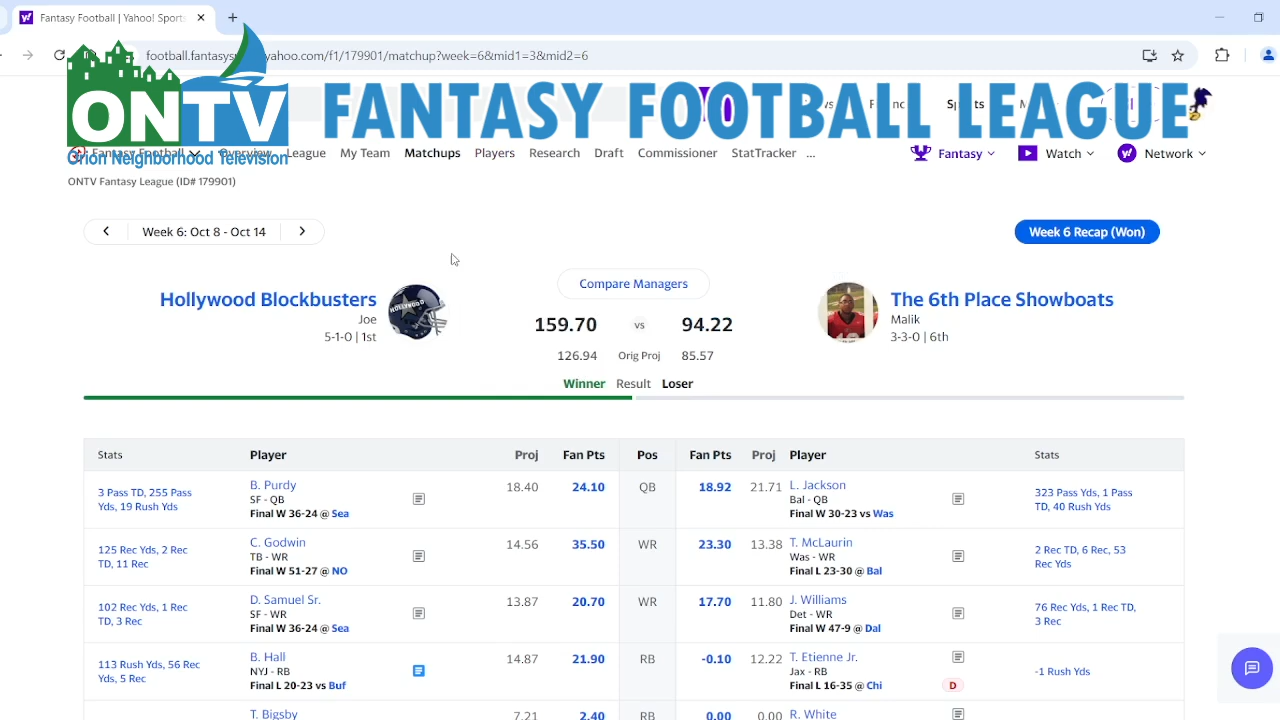 Fantasy Football | Yahoo! Sports
football.fantasysp yahoo.com/f1/179901/matchup?week=6&mid1=3&mid2=6
ONTV FANTASY FOOTBALL LEAGUE
Orion Neighborhood Television
Fantasy Football Overview League My Team Matchups Players Research Draft Commissioner StatTracker ... Fantasy Watch Network
Sports
ONTV Fantasy League (ID# 179901)
Week 6: Oct 8 - Oct 14
Week 6 Recap (Won)
Hollywood Blockbusters
Joe
5-1-0 | 1st
Compare Managers
159.70 vs 94.22
126.94 Orig Proj 85.57
Winner Result Loser
The 6th Place Showboats
Malik
3-3-0 | 6th
Stats Player Proj Fan Pts Pos Fan Pts Proj Player Stats
3 Pass TD, 255 Pass
Yds, 19 Rush Yds
B. Purdy
SF - QB
Final W 36-24 @ Sea
18.40 24.10 QB 18.92 21.71
L. Jackson
Bal - QB
Final W 30-23 vs Was
323 Pass Yds, 1 Pass
TD, 40 Rush Yds
125 Rec Yds, 2 Rec
TD, 11 Rec
C. Godwin
TB - WR
Final W 51-27 @ NO
14.56 35.50 WR 23.30 13.38
T. McLaurin
Was - WR
Final L 23-30 @ Bal
2 Rec TD, 6 Rec, 53
Rec Yds
102 Rec Yds, 1 Rec
TD, 3 Rec
D. Samuel Sr.
SF - WR
Final W 36-24 @ Sea
13.87 20.70 WR 17.70 11.80
J. Williams
Det - WR
Final W 47-9 @ Dal
76 Rec Yds, 1 Rec TD,
3 Rec
113 Rush Yds, 56 Rec
Yds, 5 Rec
B. Hall
NYJ - RB
Final L 20-23 vs Buf
14.87 21.90 RB -0.10 12.22
T. Etienne Jr.
Jax - RB
Final L 16-35 @ Chi
D
-1 Rush Yds
T. Bigsby 7.21 2.40 RB 0.00 0.00 R. White